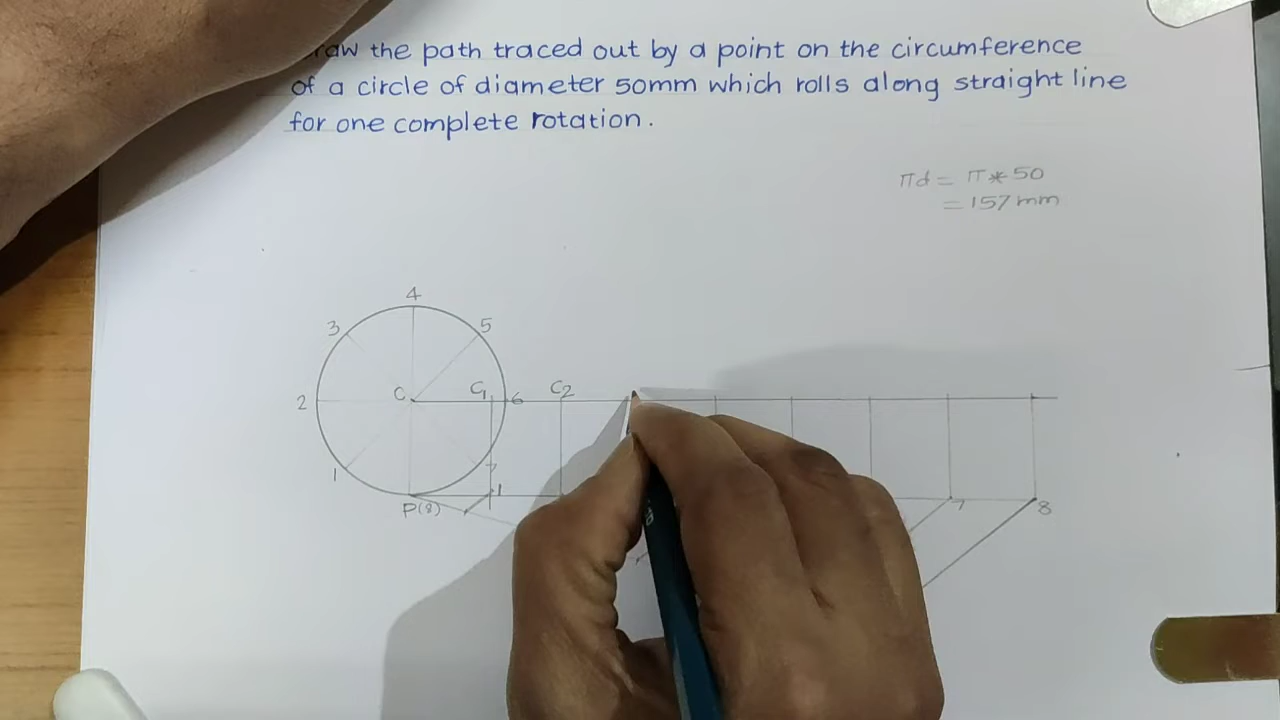 raw the path traced out by a point on the circumference
of a circle of diameter 50mm which rolls along straight line
for one complete rotation.
πd = π * 50
= 157 mm
4
3 5
C C1 C2
2 6
1 7 1
P(8) 7 8